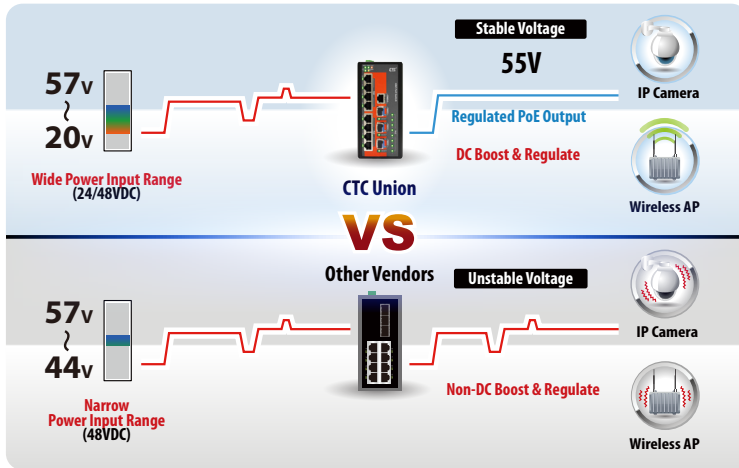 Stable Voltage
57V
~
20V
55V
IP Camera
Regulated PoE Output
DC Boost & Regulate
Wide Power Input Range
(24/48VDC)
CTC Union
Wireless AP
VS
Other Vendors
Unstable Voltage
57V
~
44V
IP Camera
Non-DC Boost & Regulate
Narrow
Power Input Range
(48VDC)
Wireless AP